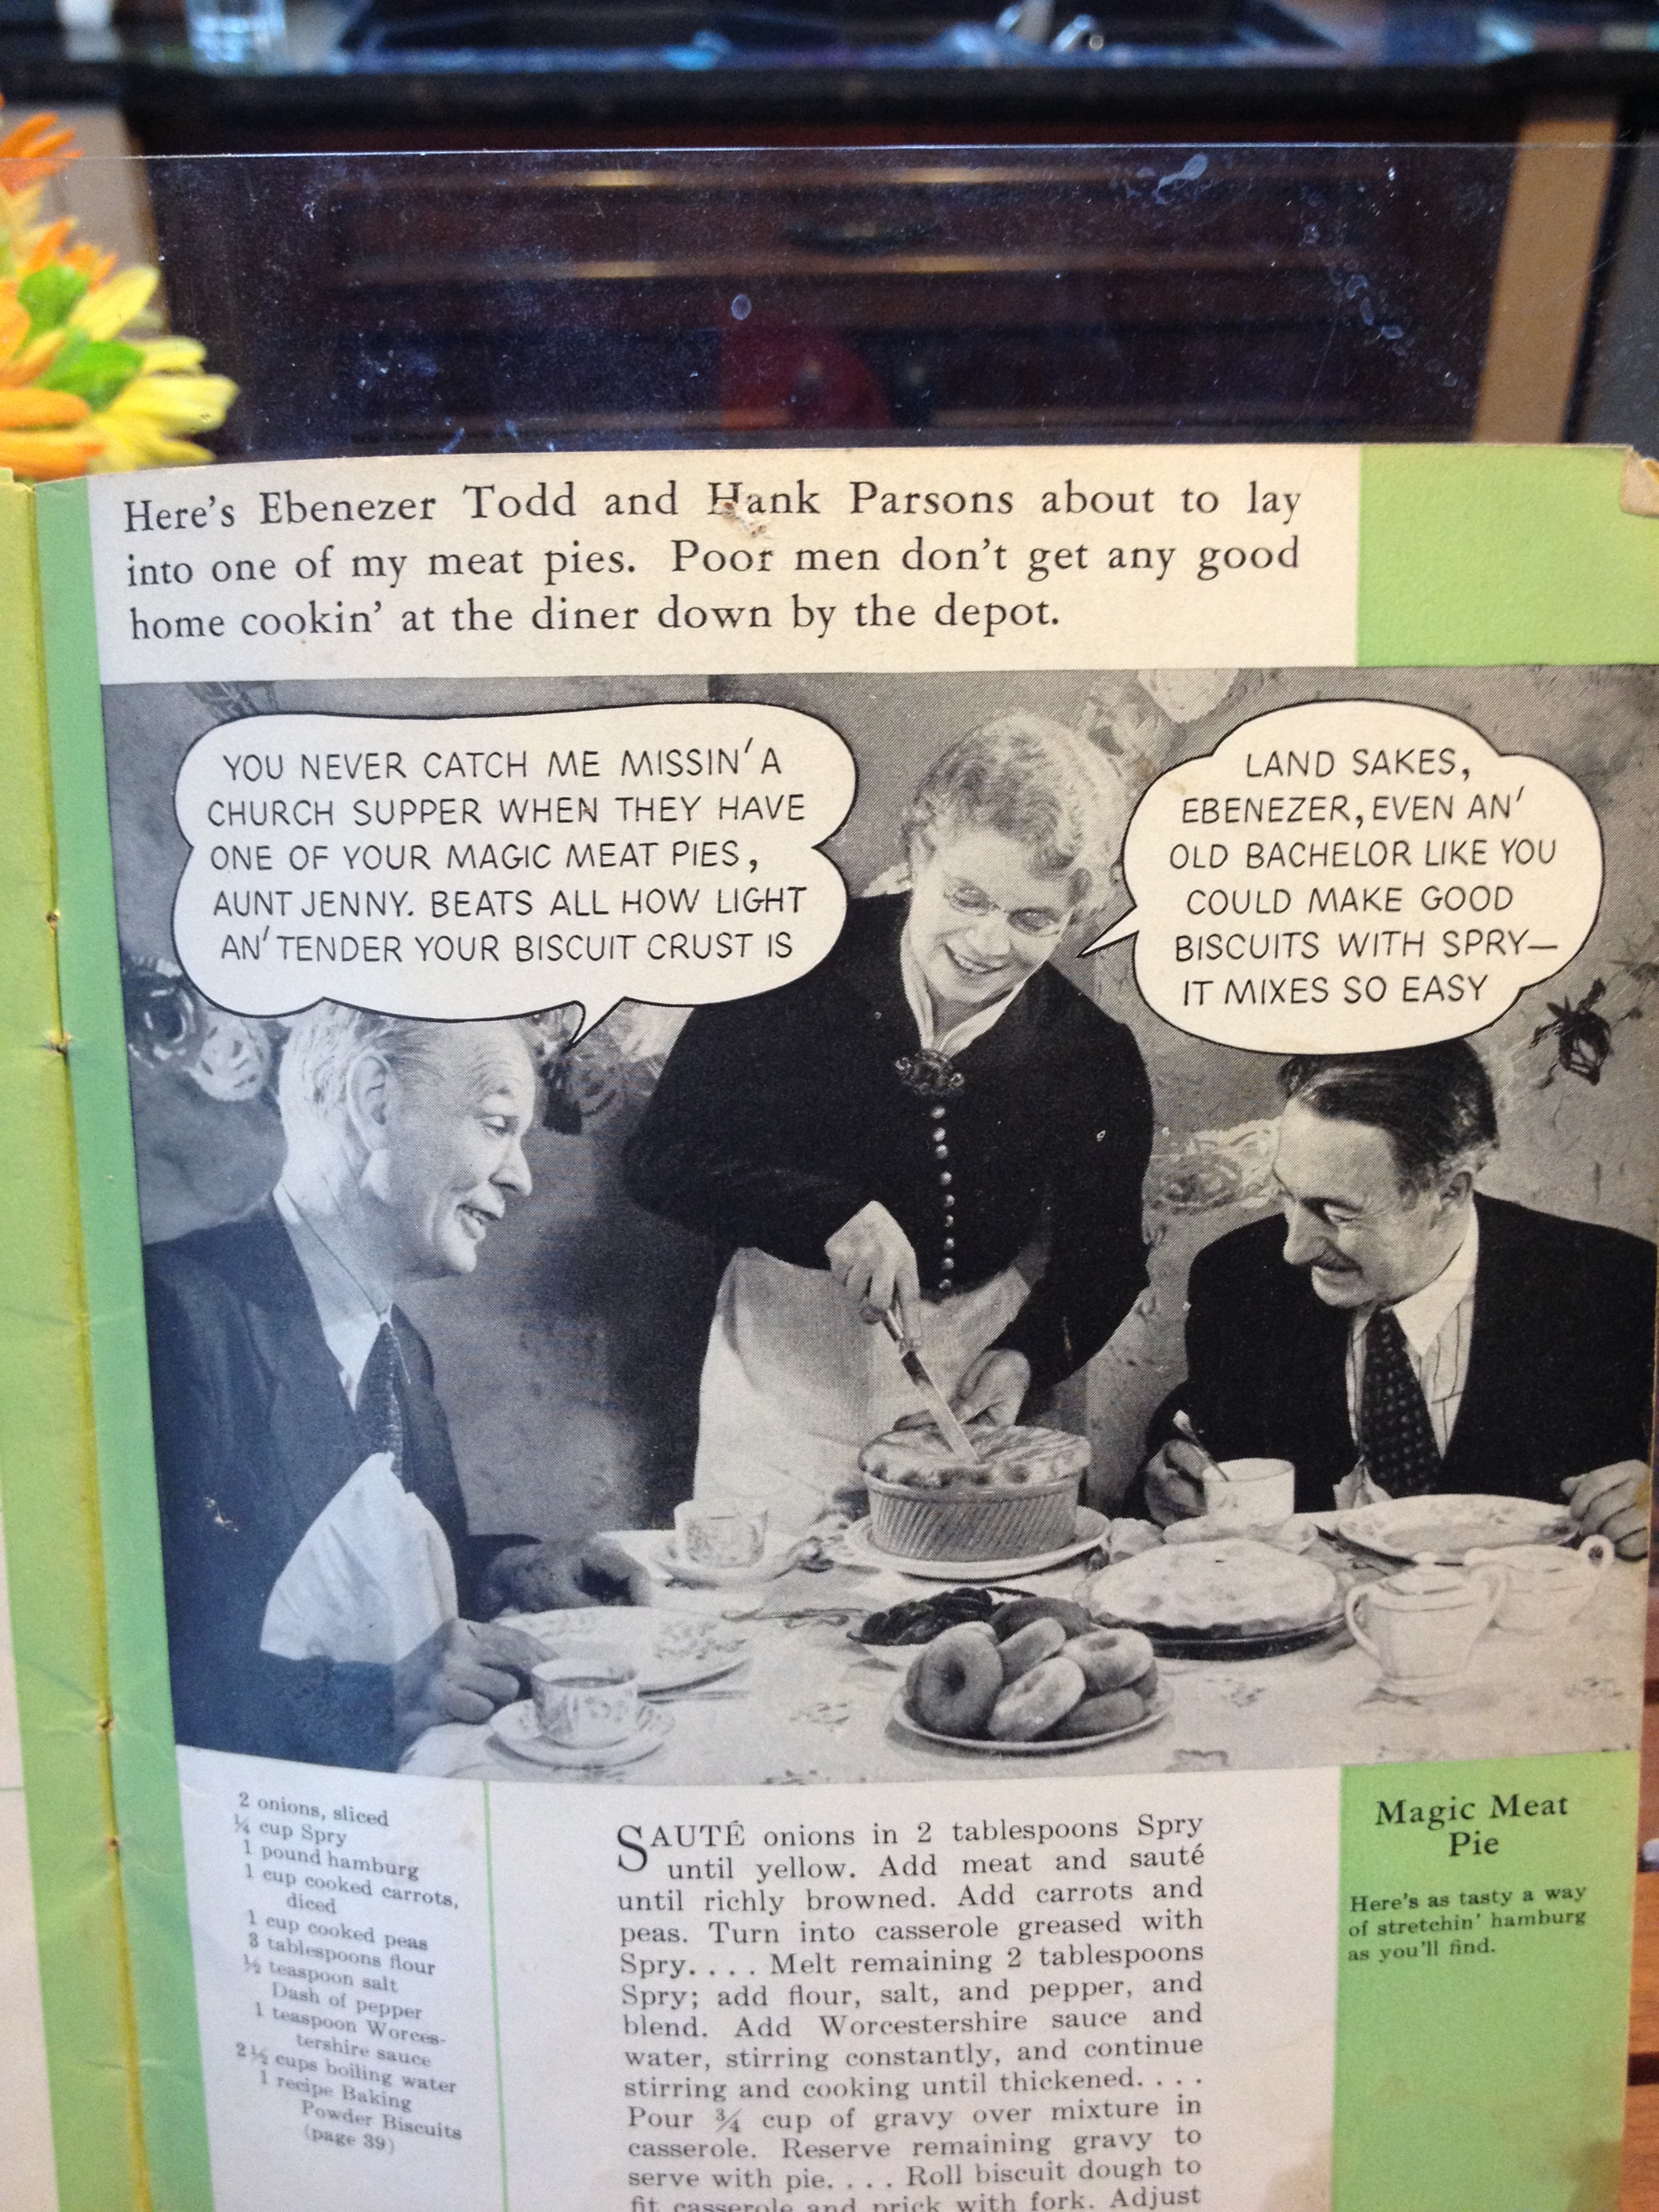 Here's Ebenezer Todd and Hank Parsons about to lay
into one of my meat pies. Poor men don't get any good
home cookin' at the diner down by the depot.
YOU NEVER CATCH ME MISSIN' A
CHURCH SUPPER WHEN THEY HAVE
ONE OF YOUR MAGIC MEAT PIES,
AUNT JENNY. BEATS ALL HOW LIGHT
AN' TENDER YOUR BISCUIT CRUST IS
LAND SAKES,
EBENEZER, EVEN AN'
OLD BACHELOR LIKE YOU
COULD MAKE GOOD
BISCUITS WITH SPRY—
IT MIXES SO EASY
2 onions, sliced
¼ cup Spry
1 pound hamburg
1 cup cooked carrots,
diced
1 cup cooked peas
3 tablespoons flour
½ teaspoon salt
Dash of pepper
1 teaspoon Worces-
tershire sauce
2½ cups boiling water
1 recipe Baking
Powder Biscuits
(page 39)
SAUTÉ onions in 2 tablespoons Spry
until yellow. Add meat and sauté
until richly browned. Add carrots and
peas. Turn into casserole greased with
Spry. . . . Melt remaining 2 tablespoons
Spry; add flour, salt, and pepper, and
blend. Add Worcestershire sauce and
water, stirring constantly, and continue
stirring and cooking until thickened. . . .
Pour ¾ cup of gravy over mixture in
casserole. Reserve remaining gravy to
serve with pie. . . . Roll biscuit dough to
fit casserole and prick with fork. Adjust
Magic Meat
Pie
Here's as tasty a way
of stretchin' hamburg
as you'll find.